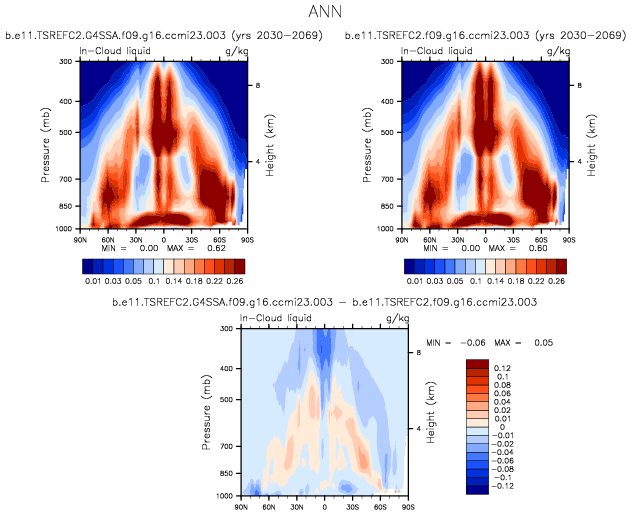 ANN
b.e11.TSREFC2.G4SSA.f09.g16.ccmi23.003 (yrs 2030-2069)
In-Cloud liquid g/kg
300
400
500
700
850
1000
Pressure (mb)
8
4
Height (km)
90N 60N 30N 0 30S 60S 90S
MIN = 0.00 MAX = 0.62
0.01 0.03 0.05 0.1 0.14 0.18 0.22 0.26
b.e11.TSREFC2.f09.g16.ccmi23.003 (yrs 2030-2069)
In-Cloud liquid g/kg
300
400
500
700
850
1000
Pressure (mb)
8
4
Height (km)
90N 60N 30N 0 30S 60S 90S
MIN = 0.00 MAX = 0.60
0.01 0.03 0.05 0.1 0.14 0.18 0.22 0.26
b.e11.TSREFC2.G4SSA.f09.g16.ccmi23.003 - b.e11.TSREFC2.f09.g16.ccmi23.003
In-Cloud liquid g/kg
300
400
500
700
850
1000
Pressure (mb)
8
4
Height (km)
90N 60N 30N 0 30S 60S 90S
MIN = -0.06 MAX = 0.05
0.12
0.1
0.08
0.06
0.04
0.02
0.01
0
-0.01
-0.02
-0.04
-0.06
-0.08
-0.1
-0.12